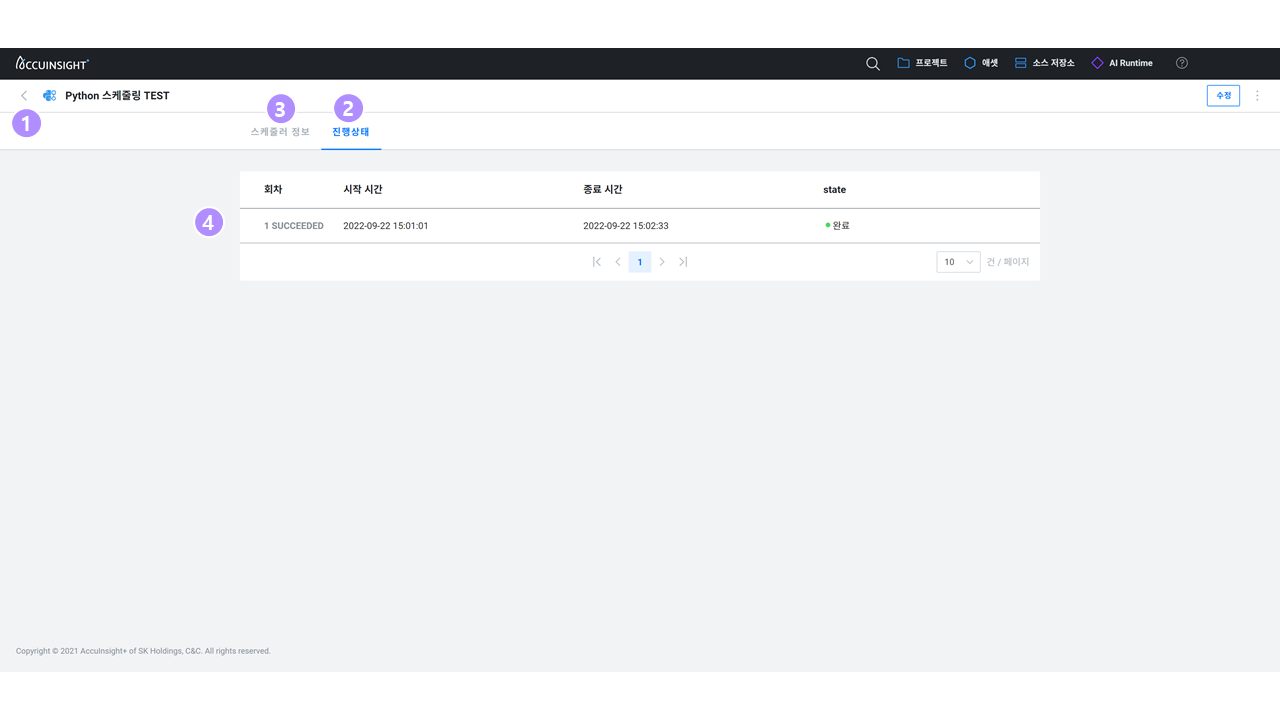 ACCUINSIGHT+
프로젝트
애셋
소스 저장소
AI Runtime
?
Python 스케줄링 TEST
수정
1
3
2
스케줄러 정보
진행상태
회차 시작 시간 종료 시간 state
4
1 SUCCEEDED 2022-09-22 15:01:01 2022-09-22 15:02:33 완료
1
10 건 / 페이지
Copyright © 2021 AccuInsight+ of SK Holdings, C&C. All rights reserved.